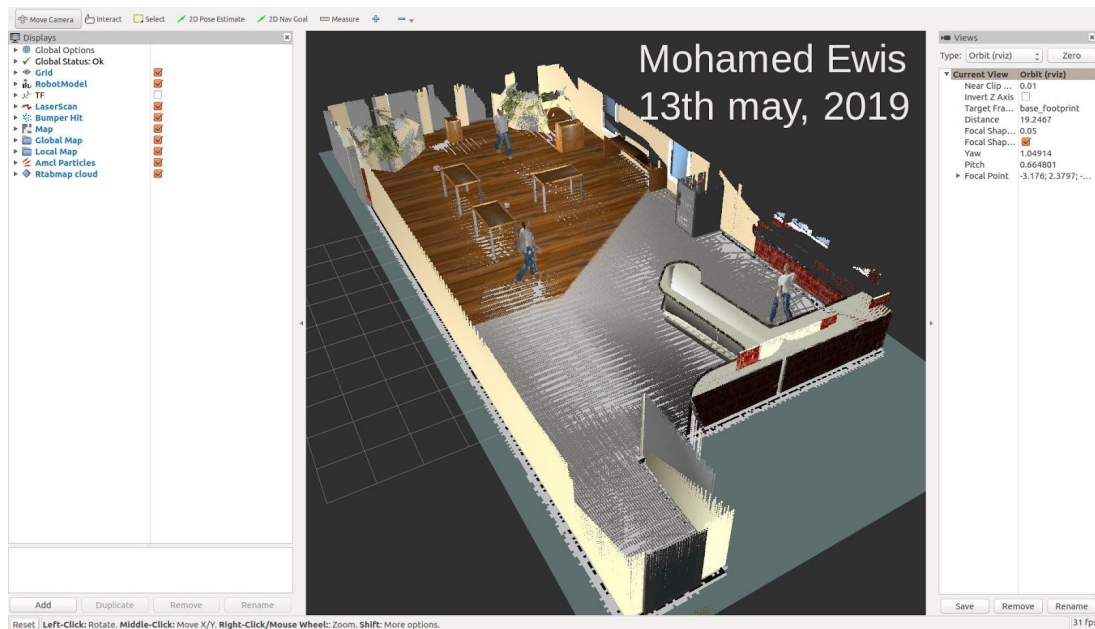 Move Camera Interact Select 2D Pose Estimate 2D Nav Goal Measure
Displays
Global Options
Global Status: Ok
Grid
RobotModel
TF
LaserScan
Bumper Hit
Map
Global Map
Local Map
Amcl Particles
Rtabmap cloud
Add Duplicate Remove Rename
Mohamed Ewis
13th may, 2019
Views
Type: Orbit (rviz) Zero
Current View Orbit (rviz)
Near Clip ... 0.01
Invert Z Axis
Target Fra... base_footprint
Distance 19.2467
Focal Shap... 0.05
Focal Shap...
Yaw 1.04914
Pitch 0.664801
Focal Point -3.176; 2.3797; -...
Save Remove Rename
Reset Left-Click: Rotate. Middle-Click: Move X/Y. Right-Click/Mouse Wheel:: Zoom. Shift: More options. 31 fps